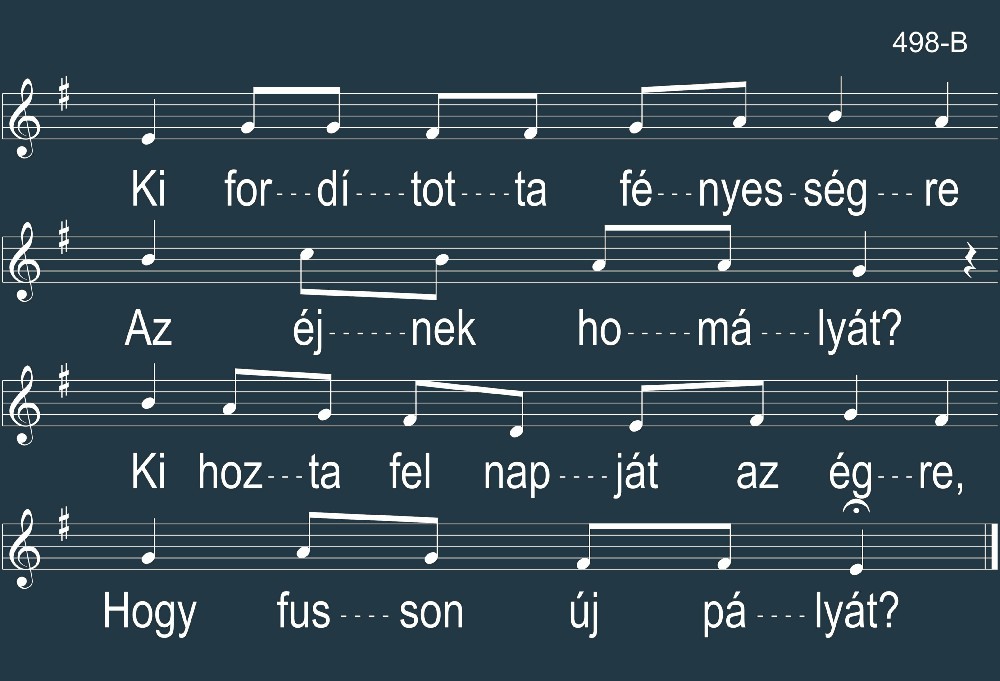 498-B
Ki for---dí----tot----ta fé---nyes-ség---re
Az éj------nek ho-----má----lyát?
Ki hoz---ta fel nap----ját az ég---re,
Hogy fus----son új pá----lyát?